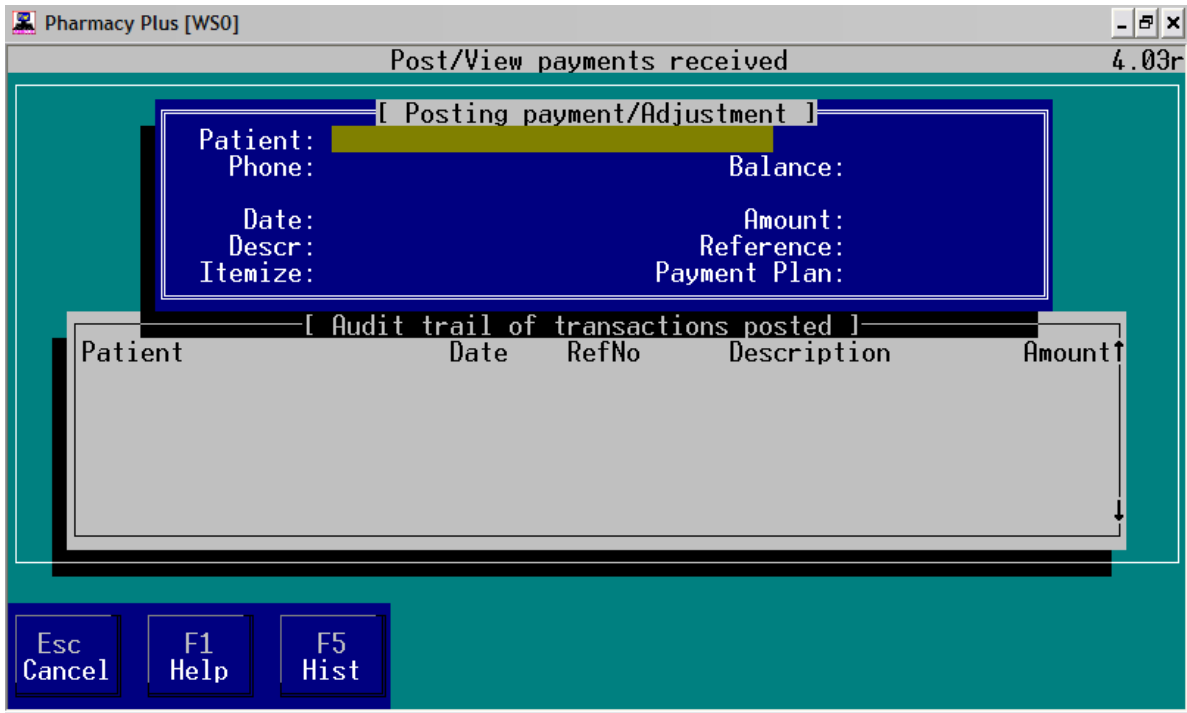 Pharmacy Plus [WS0]
Post/View payments received 4.03r
[ Posting payment/Adjustment ]
Patient:
Phone: Balance:
Date: Amount:
Descr: Reference:
Itemize: Payment Plan:
[ Audit trail of transactions posted ]
Patient Date RefNo Description Amount↑
↓
Esc F1 F5
Cancel Help Hist